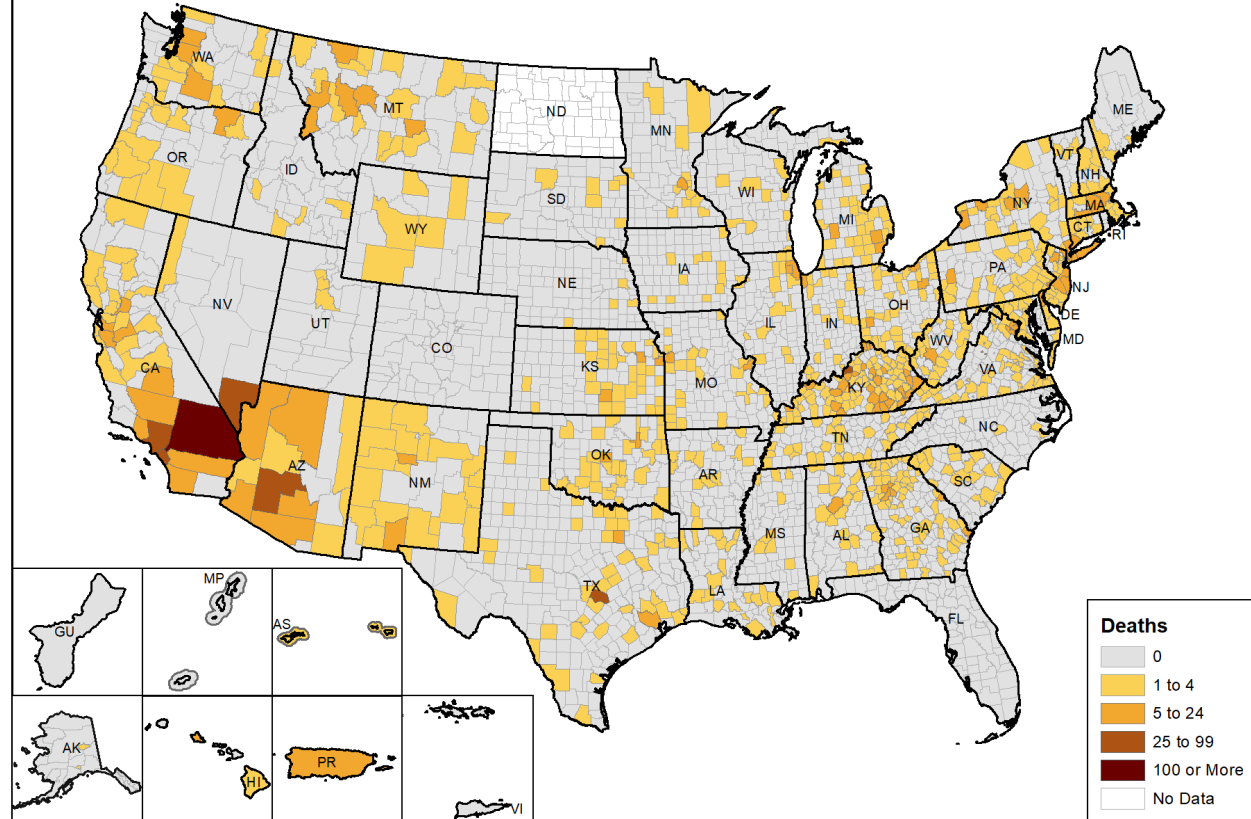 WA
MT
ND
MN
ME
OR
ID
SD
WI
MI
VT
NH
NY
MA
CT
RI
WY
IA
NE
PA
NJ
NV
UT
CO
IL
IN
OH
DE
MD
WV
VA
CA
KS
MO
KY
AZ
NM
OK
AR
TN
NC
SC
MS
AL
GA
TX
LA
FL
GU
MP
AS
AK
HI
PR
VI
Deaths
0
1 to 4
5 to 24
25 to 99
100 or More
No Data